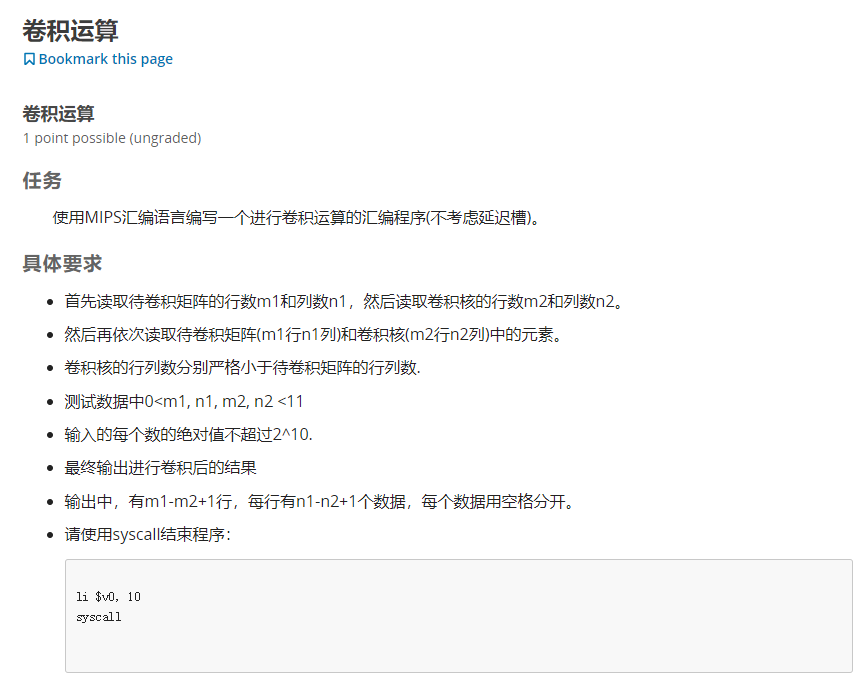 卷积运算
Bookmark this page
卷积运算
1 point possible (ungraded)
任务
使用MIPS汇编语言编写一个进行卷积运算的汇编程序(不考虑延迟槽)。
具体要求
首先读取待卷积矩阵的行数m1和列数n1，然后读取卷积核的行数m2和列数n2。
然后再依次读取待卷积矩阵(m1行n1列)和卷积核(m2行n2列)中的元素。
卷积核的行列数分别严格小于待卷积矩阵的行列数.
测试数据中0<m1, n1, m2, n2 <11
输入的每个数的绝对值不超过2^10.
最终输出进行卷积后的结果
输出中，有m1-m2+1行，每行有n1-n2+1个数据，每个数据用空格分开。
请使用syscall结束程序：
li $v0, 10
syscall